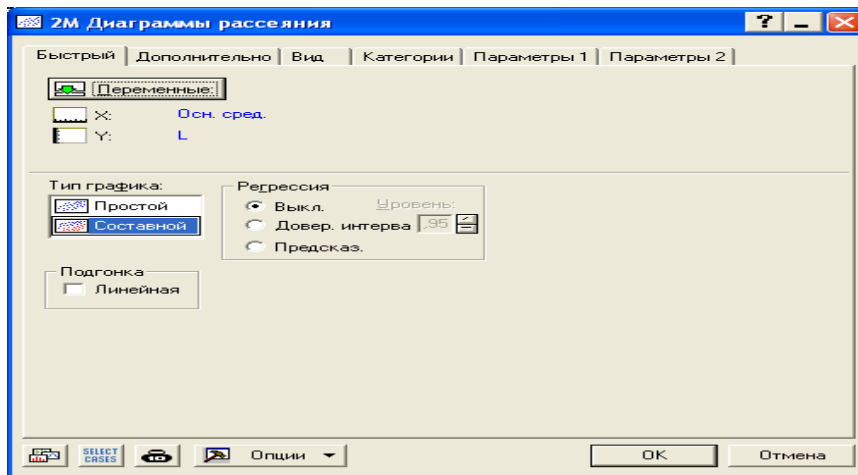 2М Диаграммы рассеяния
Быстрый Дополнительно Вид Категории Параметры 1 Параметры 2
Переменные:
X: Осн. сред.
Y: L
Тип графика:
Простой
Составной
Регрессия
Выкл. Уровень:
Довер. интерва .95
Предсказ.
Подгонка
Линейная
SELECT CASES
Опции
OK
Отмена